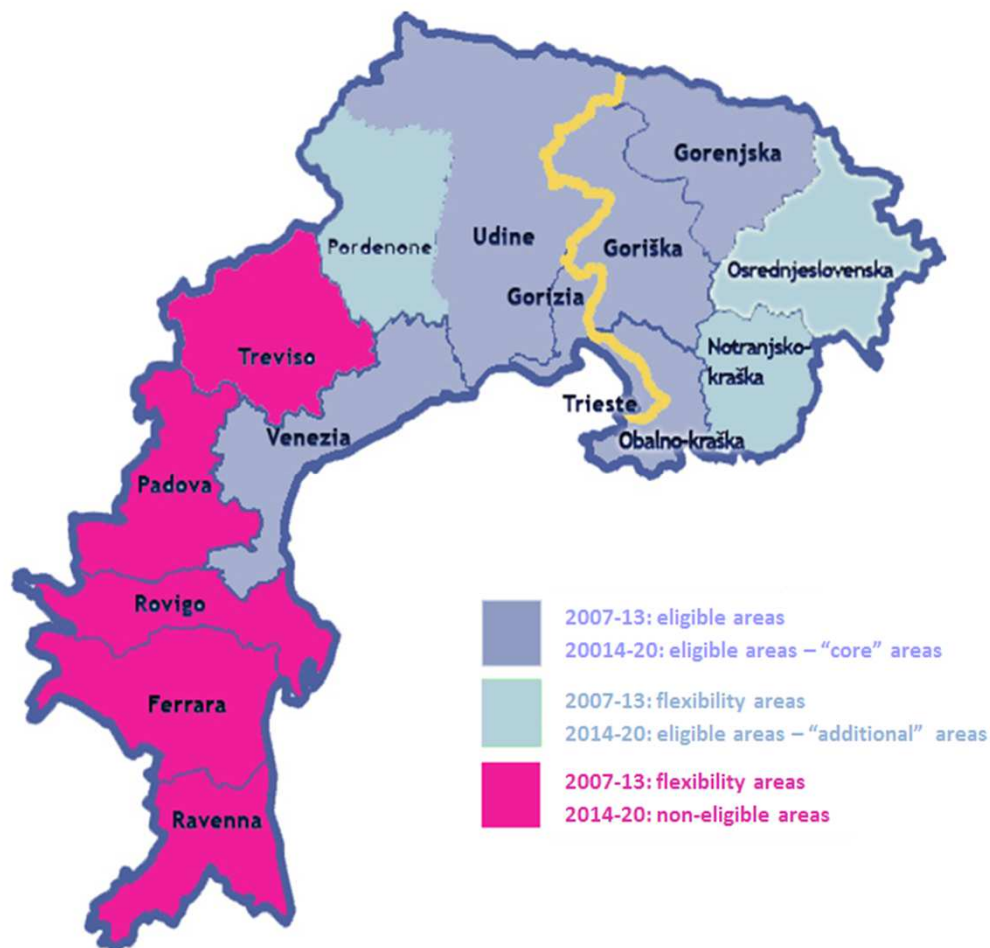 Gorenjska
Pordenone
Udine
Goriška
Osrednjeslovenska
Gorizia
Treviso
Notranjsko-
kraška
Trieste
Venezia
Obalno-kraška
Padova
Rovigo
Ferrara
Ravenna
2007-13: eligible areas
20014-20: eligible areas – “core” areas
2007-13: flexibility areas
2014-20: eligible areas – “additional” areas
2007-13: flexibility areas
2014-20: non-eligible areas